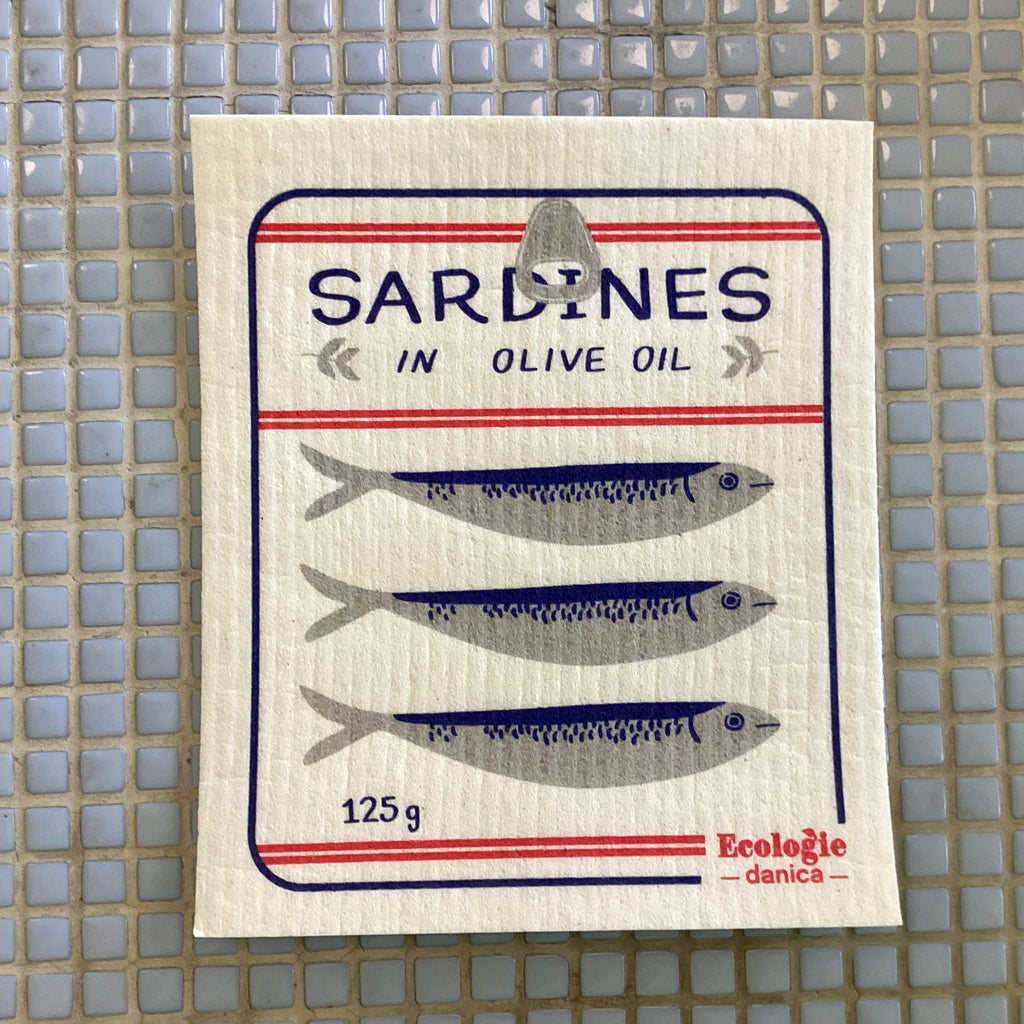 SARDINES
IN OLIVE OIL
125g
Ecologie
— danica —